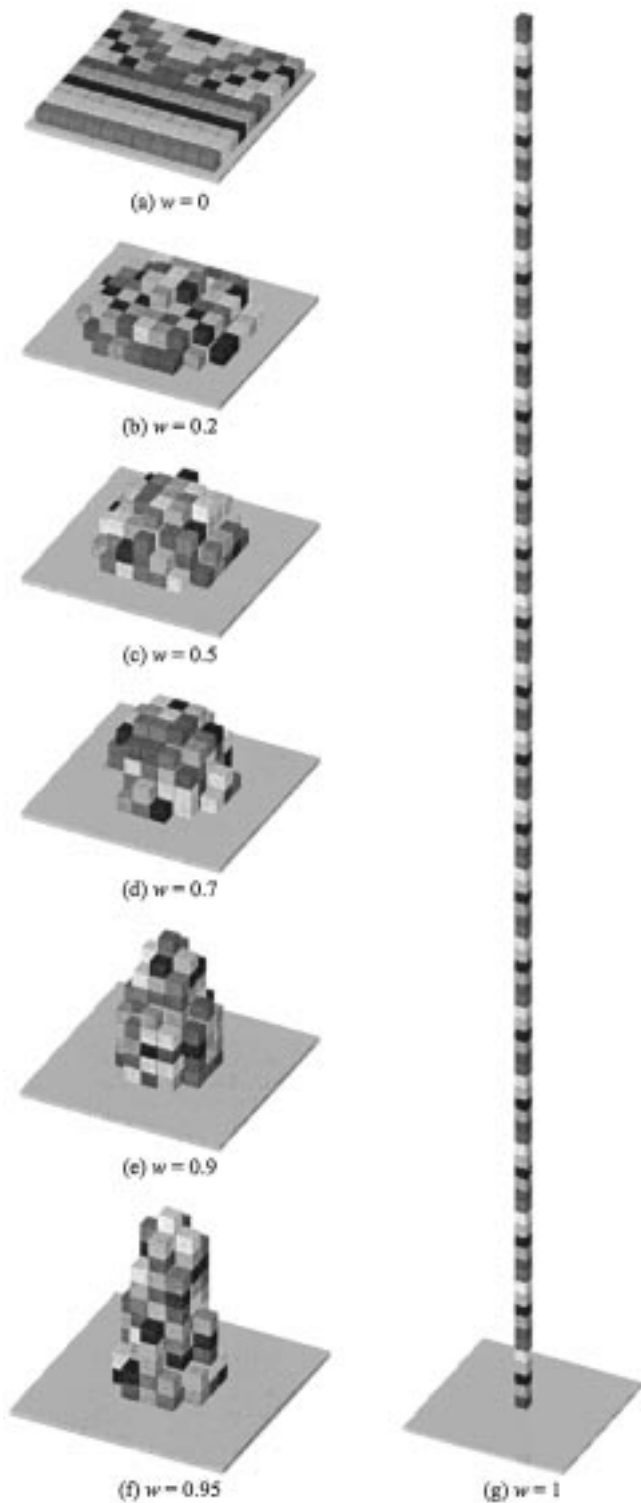 (a) w = 0
(b) w = 0.2
(c) w = 0.5
(d) w = 0.7
(e) w = 0.9
(f) w = 0.95
(g) w = 1